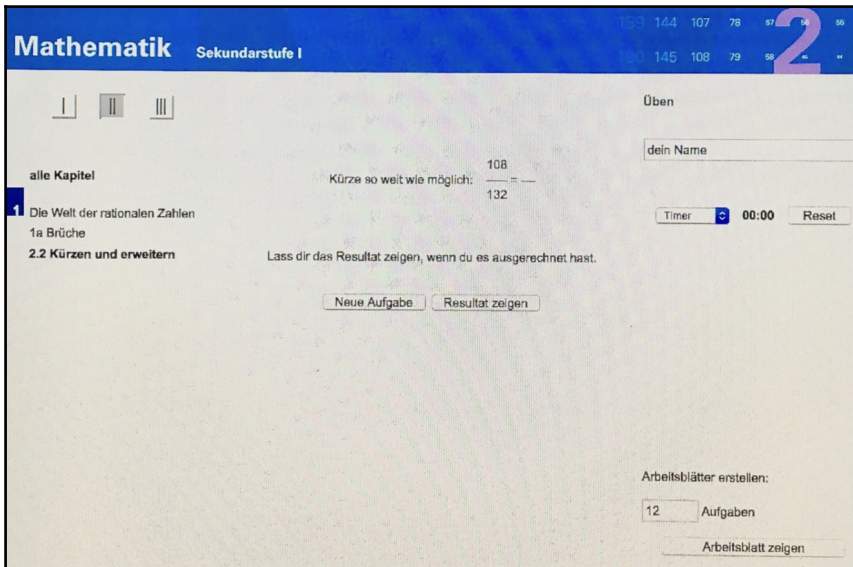 Mathematik Sekundarstufe I
144 107 78 57 56 55
145 108 79 58
2
I II III
Üben
dein Name
alle Kapitel
Kürze so weit wie möglich: 108/132 = —
1 Die Welt der rationalen Zahlen
Timer 00:00 Reset
1a Brüche
2.2 Kürzen und erweitern
Lass dir das Resultat zeigen, wenn du es ausgerechnet hast.
Neue Aufgabe Resultat zeigen
Arbeitsblätter erstellen:
12 Aufgaben
Arbeitsblatt zeigen